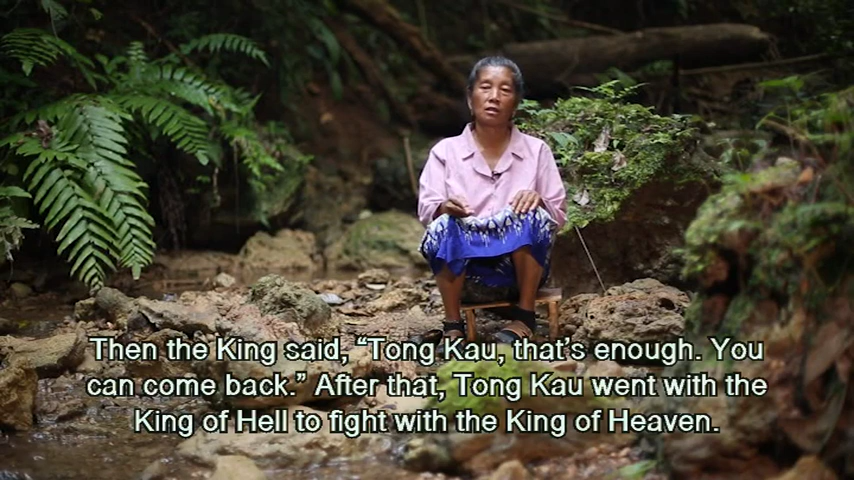 Then the King said, “Tong Kau, that’s enough. You
can come back.” After that, Tong Kau went with the
King of Hell to fight with the King of Heaven.